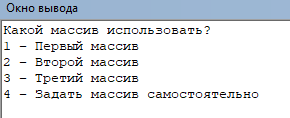 Окно вывода
Какой массив использовать?
1 – Первый массив
2 – Второй массив
3 – Третий массив
4 – Задать массив самостоятельно